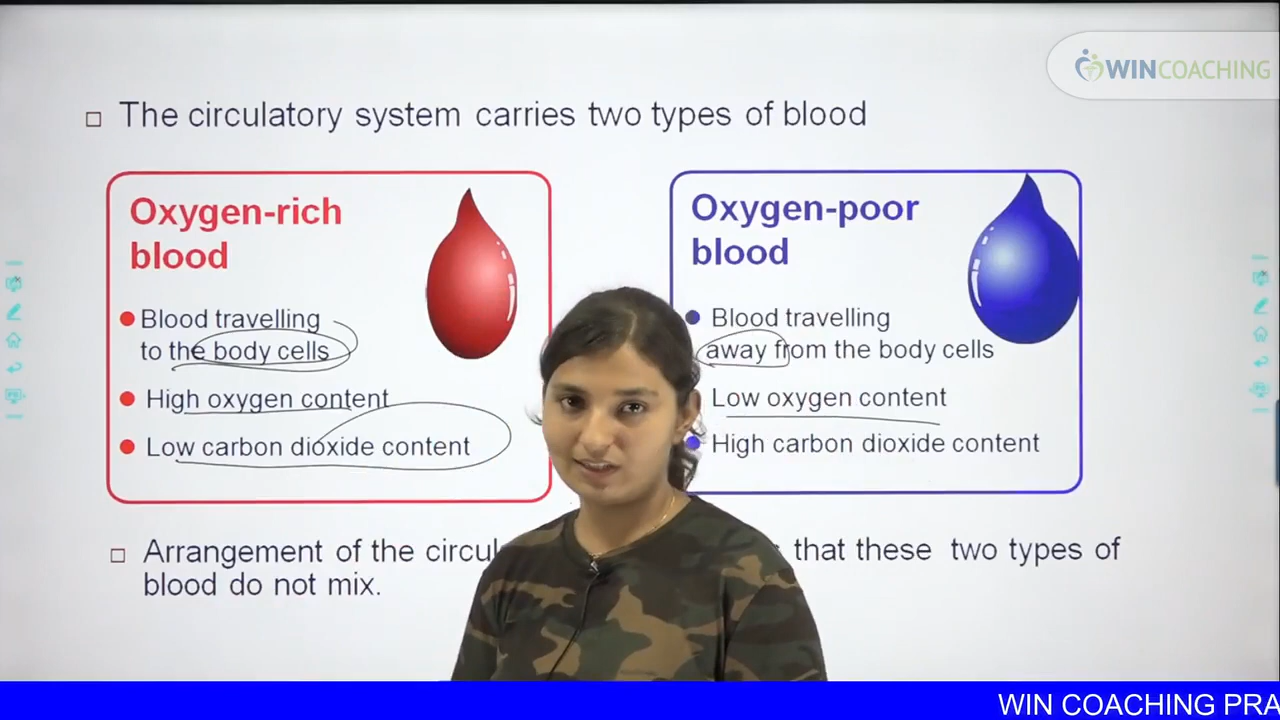 WINCOACHING
The circulatory system carries two types of blood
Oxygen-rich
blood
Blood travelling
to the body cells
High oxygen content
Low carbon dioxide content
Oxygen-poor
blood
Blood travelling
away from the body cells
Low oxygen content
High carbon dioxide content
Arrangement of the that these two types of
blood do not mix.
WIN COACHING